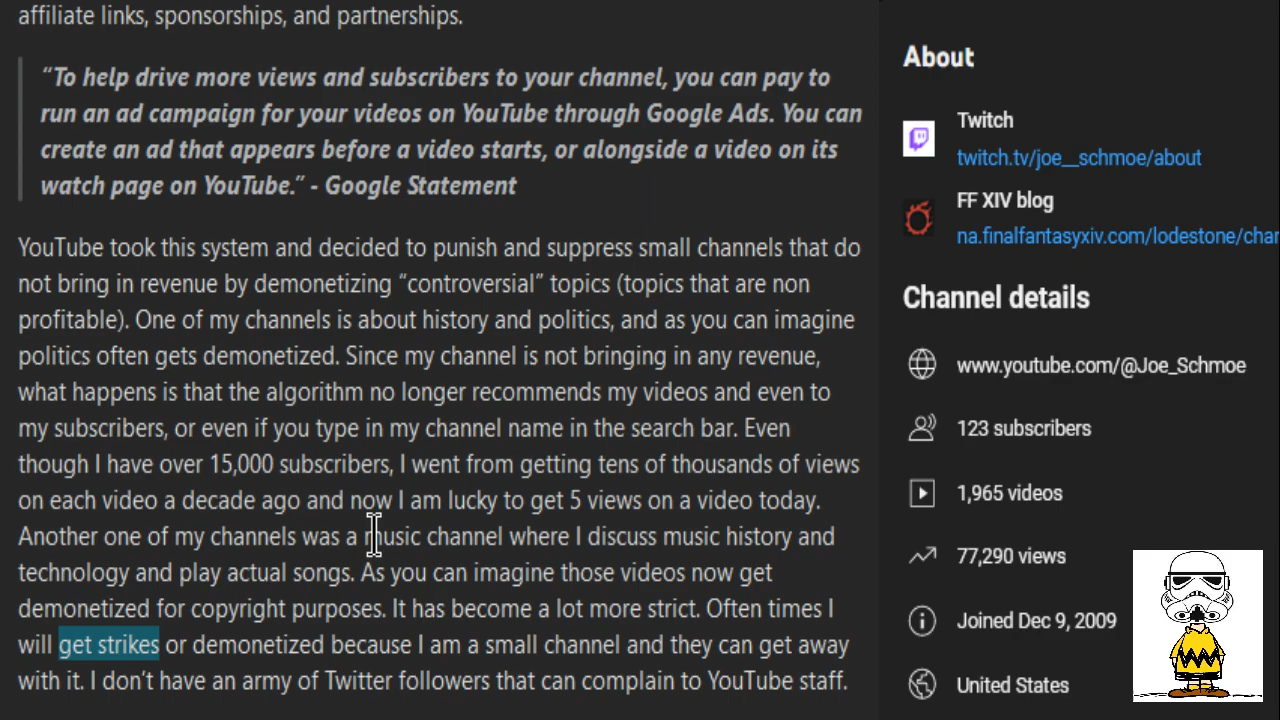 affiliate links, sponsorships, and partnerships.
“To help drive more views and subscribers to your channel, you can pay to
run an ad campaign for your videos on YouTube through Google Ads. You can
create an ad that appears before a video starts, or alongside a video on its
watch page on YouTube.” - Google Statement
YouTube took this system and decided to punish and suppress small channels that do
not bring in revenue by demonetizing “controversial” topics (topics that are non
profitable). One of my channels is about history and politics, and as you can imagine
politics often gets demonetized. Since my channel is not bringing in any revenue,
what happens is that the algorithm no longer recommends my videos and even to
my subscribers, or even if you type in my channel name in the search bar. Even
though I have over 15,000 subscribers, I went from getting tens of thousands of views
on each video a decade ago and now I am lucky to get 5 views on a video today.
Another one of my channels was a music channel where I discuss music history and
technology and play actual songs. As you can imagine those videos now get
demonetized for copyright purposes. It has become a lot more strict. Often times I
will get strikes or demonetized because I am a small channel and they can get away
with it. I don’t have an army of Twitter followers that can complain to YouTube staff.
About
Twitch
twitch.tv/joe__schmoe/about
FF XIV blog
na.finalfantasyxiv.com/lodestone/char
Channel details
www.youtube.com/@Joe_Schmoe
123 subscribers
1,965 videos
77,290 views
Joined Dec 9, 2009
United States